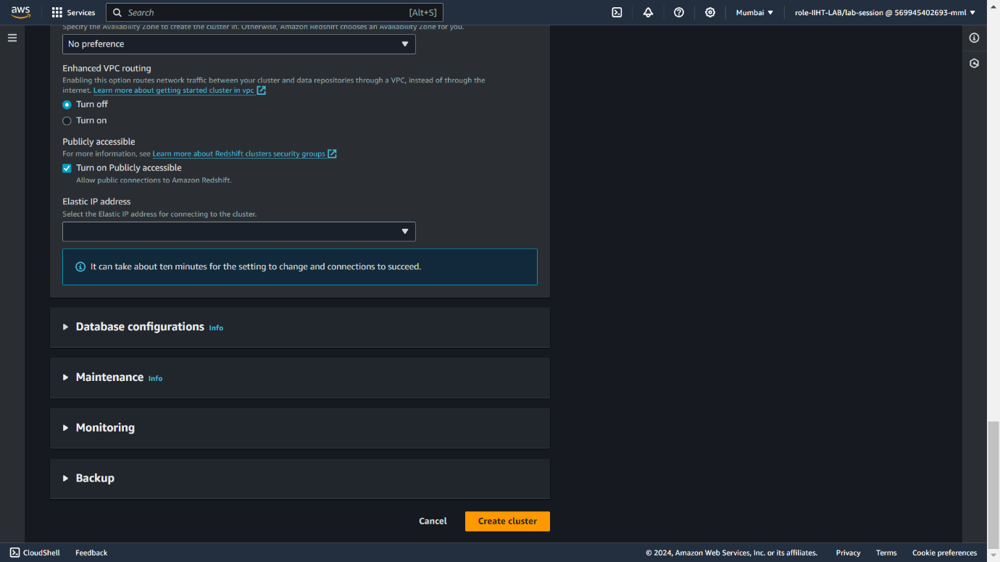 aws
Services
Search
[Alt+S]
Mumbai
role-IIHT-LAB/lab-session @ 569945402693-mml
Specify the Availability Zone to create the cluster in. Otherwise, Amazon Redshift chooses an Availability Zone for you.
No preference
Enhanced VPC routing
Enabling this option routes network traffic between your cluster and data repositories through a VPC, instead of through the
internet. Learn more about getting started cluster in vpc
Turn off
Turn on
Publicly accessible
For more information, see Learn more about Redshift clusters security groups
Turn on Publicly accessible
Allow public connections to Amazon Redshift.
Elastic IP address
Select the Elastic IP address for connecting to the cluster.
It can take about ten minutes for the setting to change and connections to succeed.
Database configurations Info
Maintenance Info
Monitoring
Backup
Cancel
Create cluster
CloudShell
Feedback
© 2024, Amazon Web Services, Inc. or its affiliates.
Privacy
Terms
Cookie preferences